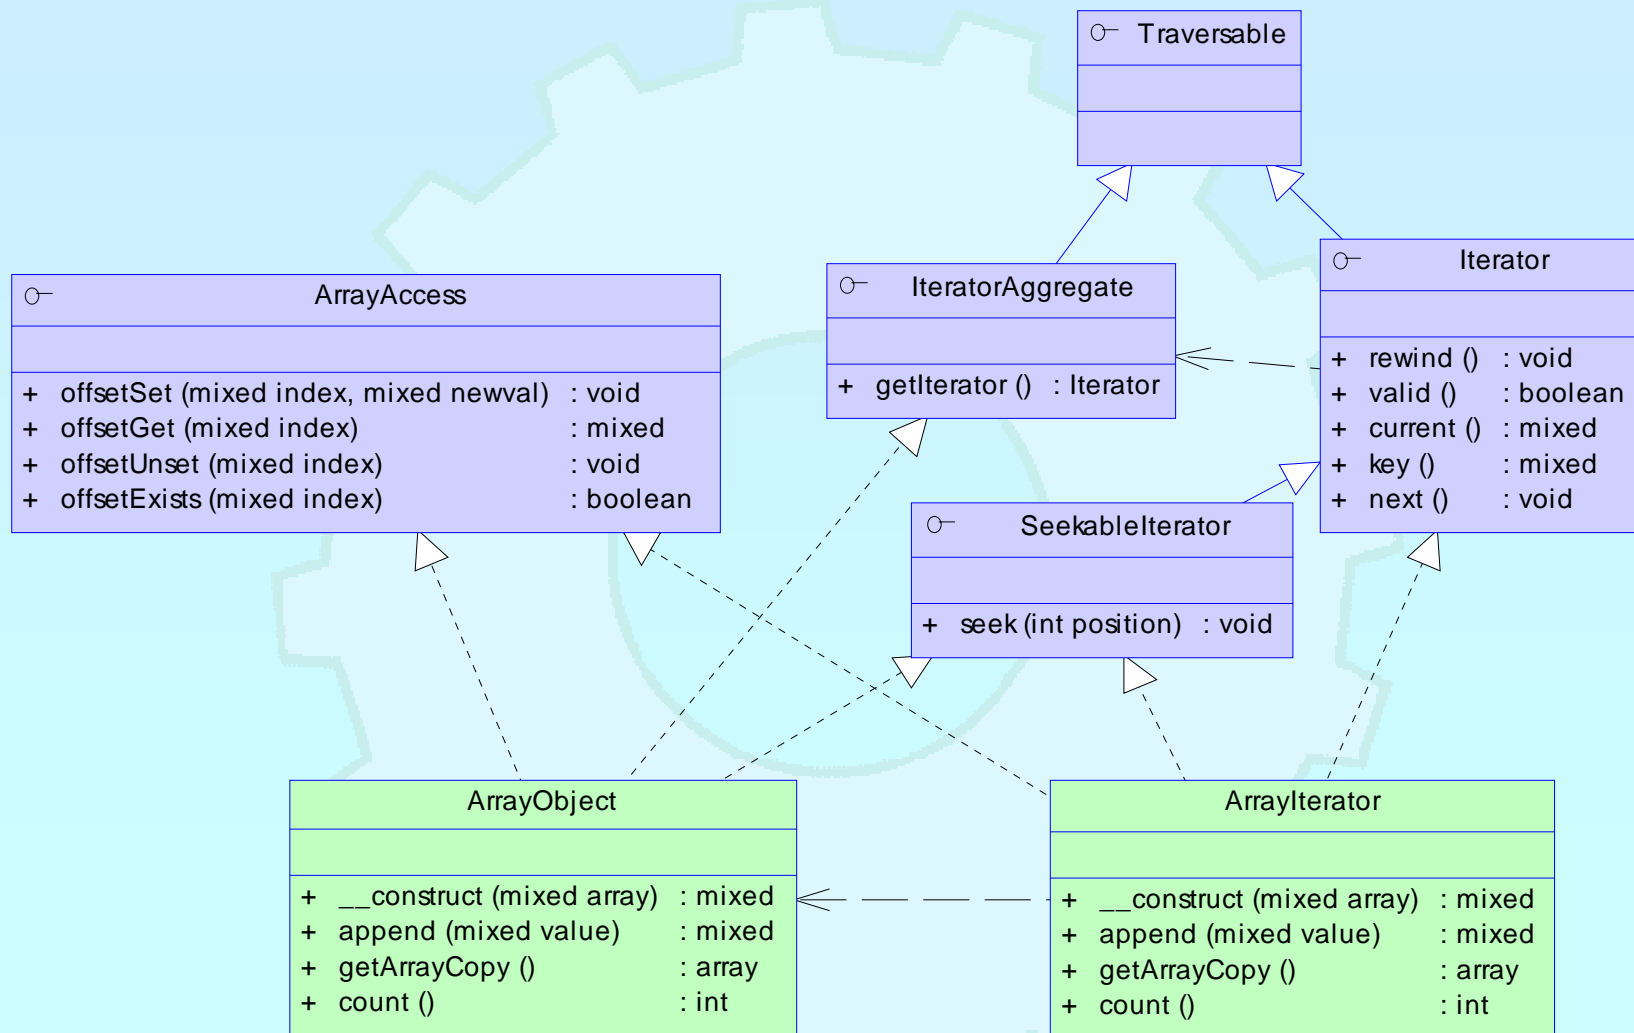 Traversable
ArrayAccess
+ offsetSet (mixed index, mixed newval) : void
+ offsetGet (mixed index) : mixed
+ offsetUnset (mixed index) : void
+ offsetExists (mixed index) : boolean
IteratorAggregate
+ getIterator () : Iterator
Iterator
+ rewind () : void
+ valid () : boolean
+ current () : mixed
+ key () : mixed
+ next () : void
SeekableIterator
+ seek (int position) : void
ArrayObject
+ __construct (mixed array) : mixed
+ append (mixed value) : mixed
+ getArrayCopy () : array
+ count () : int
ArrayIterator
+ __construct (mixed array) : mixed
+ append (mixed value) : mixed
+ getArrayCopy () : array
+ count () : int